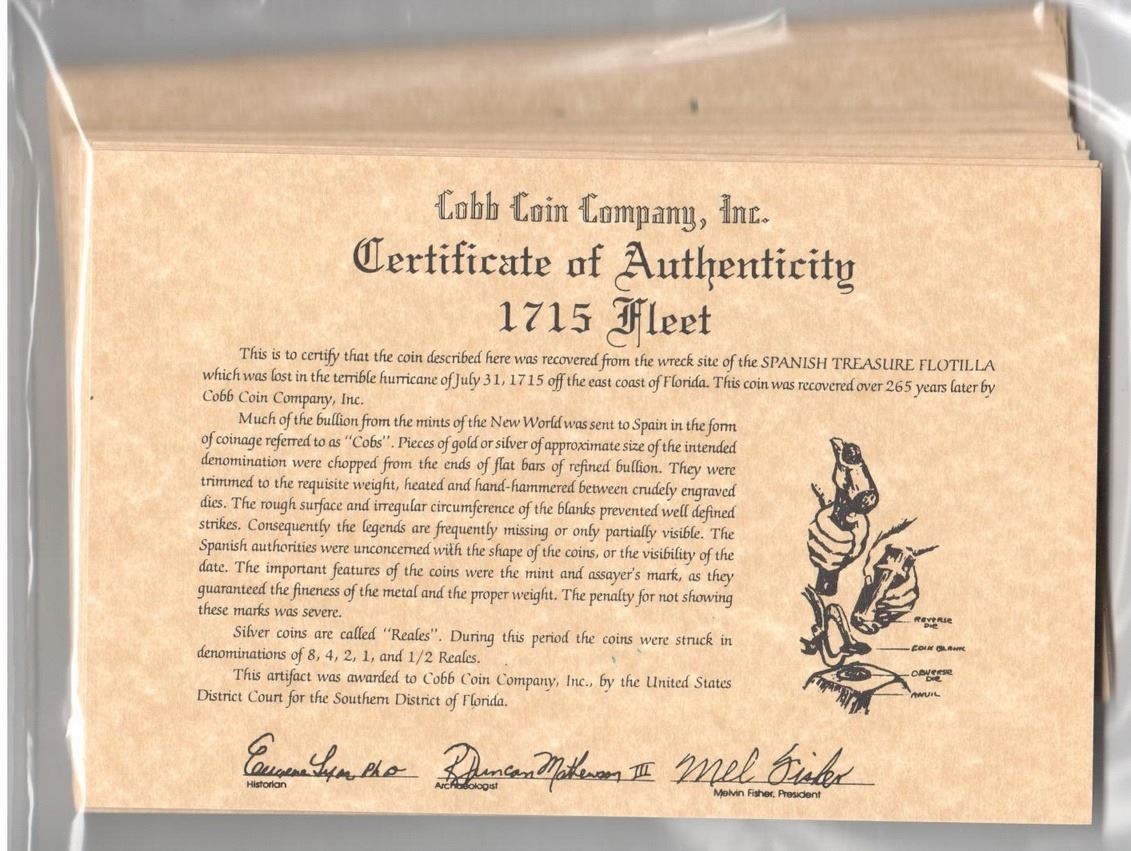 Cobb Coin Company, Inc.
Certificate of Authenticity
1715 Fleet
This is to certify that the coin described here was recovered from the wreck site of the SPANISH TREASURE FLOTILLA
which was lost in the terrible hurricane of July 31, 1715 off the east coast of Florida. This coin was recovered over 265 years later by
Cobb Coin Company, Inc.
Much of the bullion from the mints of the New World was sent to Spain in the form
of coinage referred to as "Cobs". Pieces of gold or silver of approximate size of the intended
denomination were chopped from the ends of flat bars of refined bullion. They were
trimmed to the requisite weight, heated and hand-hammered between crudely engraved
dies. The rough surface and irregular circumference of the blanks prevented well defined
strikes. Consequently the legends are frequently missing or only partially visible. The
Spanish authorities were unconcerned with the shape of the coins, or the visibility of the
date. The important features of the coins were the mint and assayer's mark, as they
guaranteed the fineness of the metal and the proper weight. The penalty for not showing
these marks was severe.
Silver coins are called "Reales". During this period the coins were struck in
denominations of 8, 4, 2, 1, and 1/2 Reales.
This artifact was awarded to Cobb Coin Company, Inc., by the United States
District Court for the Southern District of Florida.
REVERSE
DIE
COIN BLANK
OBVERSE
DIE
ANVIL
Eugene Lyon PhD
Historian
R Duncan Mathewson III
Archaeologist
Mel Fisher
Melvin Fisher, President